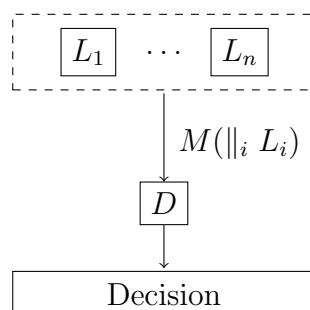 L₁ ⋯ Lₙ
M(∥ᵢ Lᵢ)
D
Decision